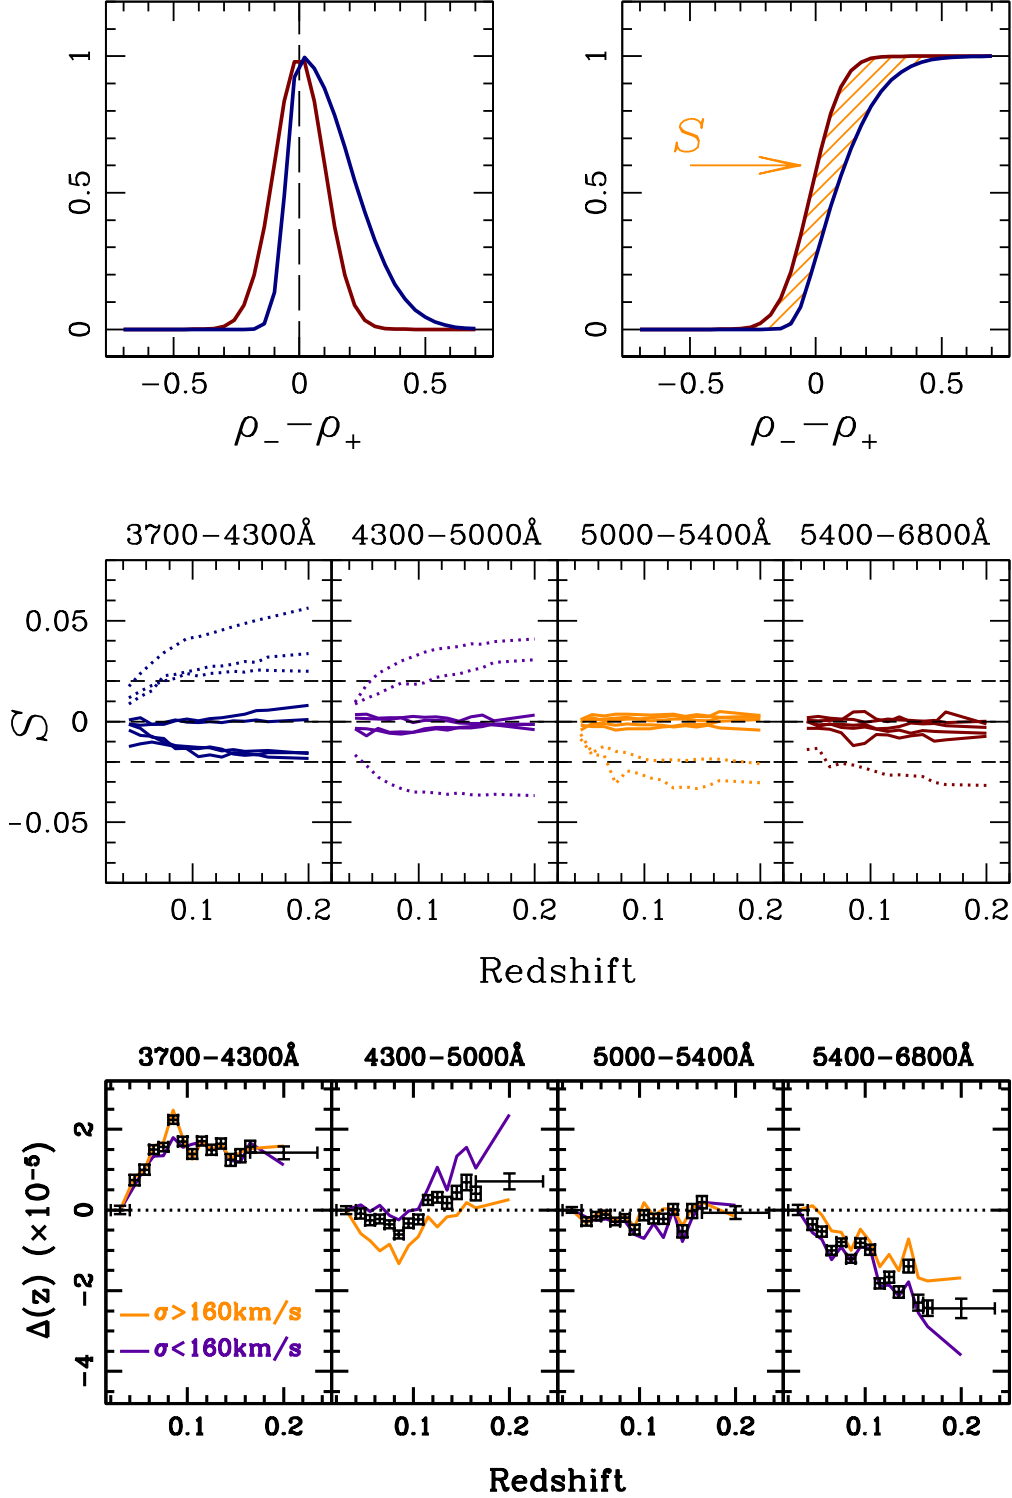 1
0.5
0
−0.5 0 0.5
ρ₋−ρ₊
1
0.5
0
S
−0.5 0 0.5
ρ₋−ρ₊
3700−4300Å 4300−5000Å 5000−5400Å 5400−6800Å
0.05
0
−0.05
S
0.1 0.2 0.1 0.2 0.1 0.2 0.1 0.2
Redshift
3700−4300Å 4300−5000Å 5000−5400Å 5400−6800Å
2
0
−2
−4
Δ(z) (×10⁻⁵)
σ>160km/s
σ<160km/s
0.1 0.2 0.1 0.2 0.1 0.2 0.1 0.2
Redshift